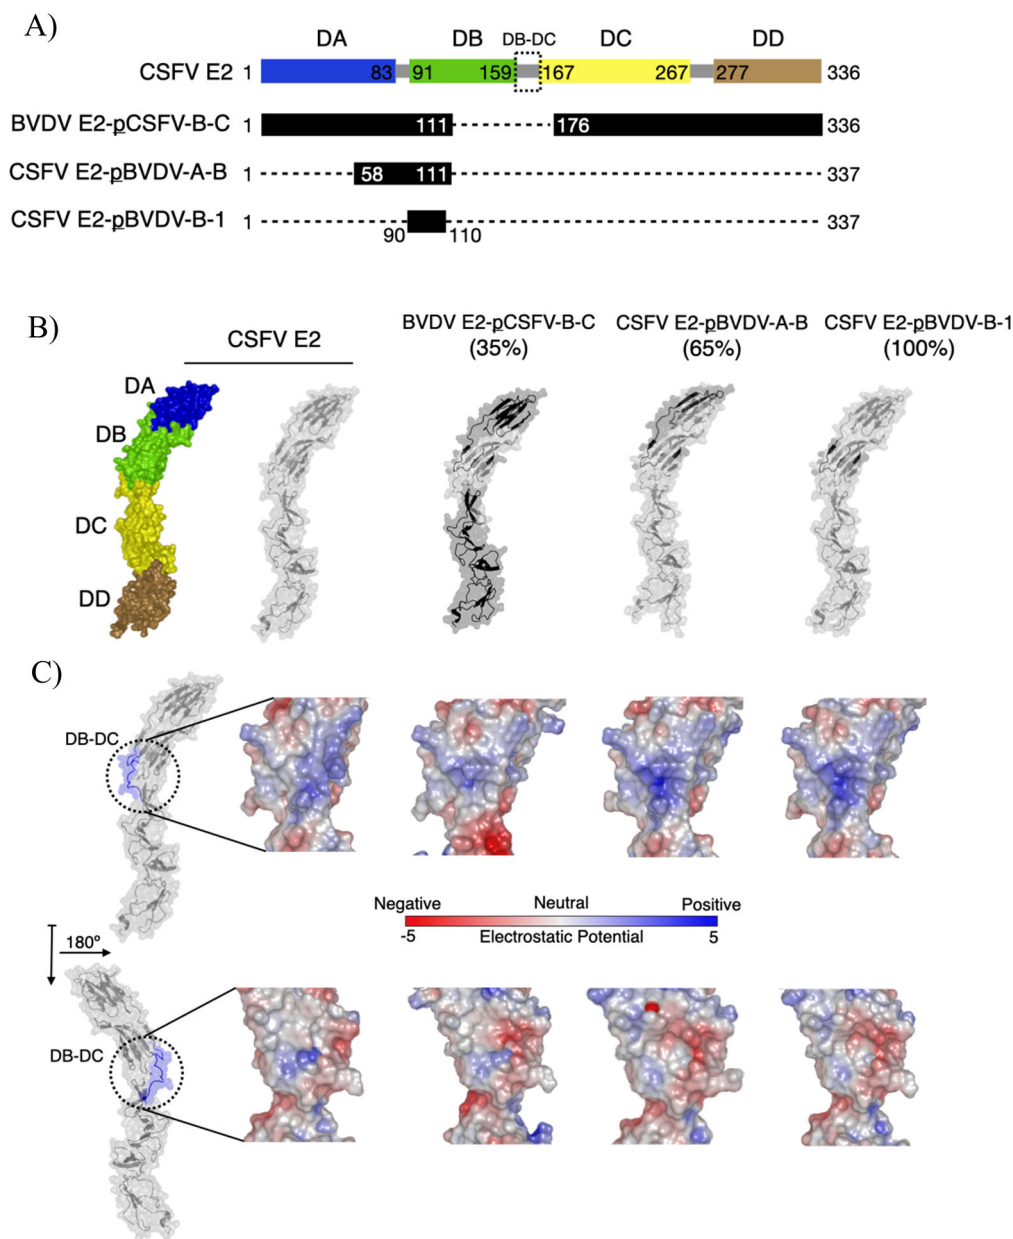 A)
DA DB DB-DC DC DD
CSFV E2 1 83 91 159 167 267 277 336
BVDV E2-pCSFV-B-C 1 111 176 336
CSFV E2-pBVDV-A-B 1 58 111 337
CSFV E2-pBVDV-B-1 1 90 110 337
B)
CSFV E2
BVDV E2-pCSFV-B-C
(35%)
CSFV E2-pBVDV-A-B
(65%)
CSFV E2-pBVDV-B-1
(100%)
DA
DB
DC
DD
C)
DB-DC
Negative Neutral Positive
-5 Electrostatic Potential 5
180º
DB-DC